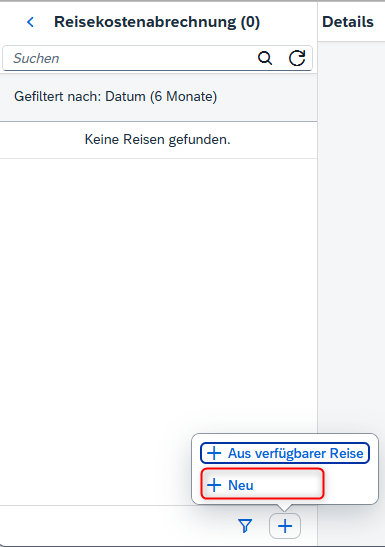 Reisekostenabrechnung (0)
Details
Suchen
Gefiltert nach: Datum (6 Monate)
Keine Reisen gefunden.
Aus verfügbarer Reise
Neu